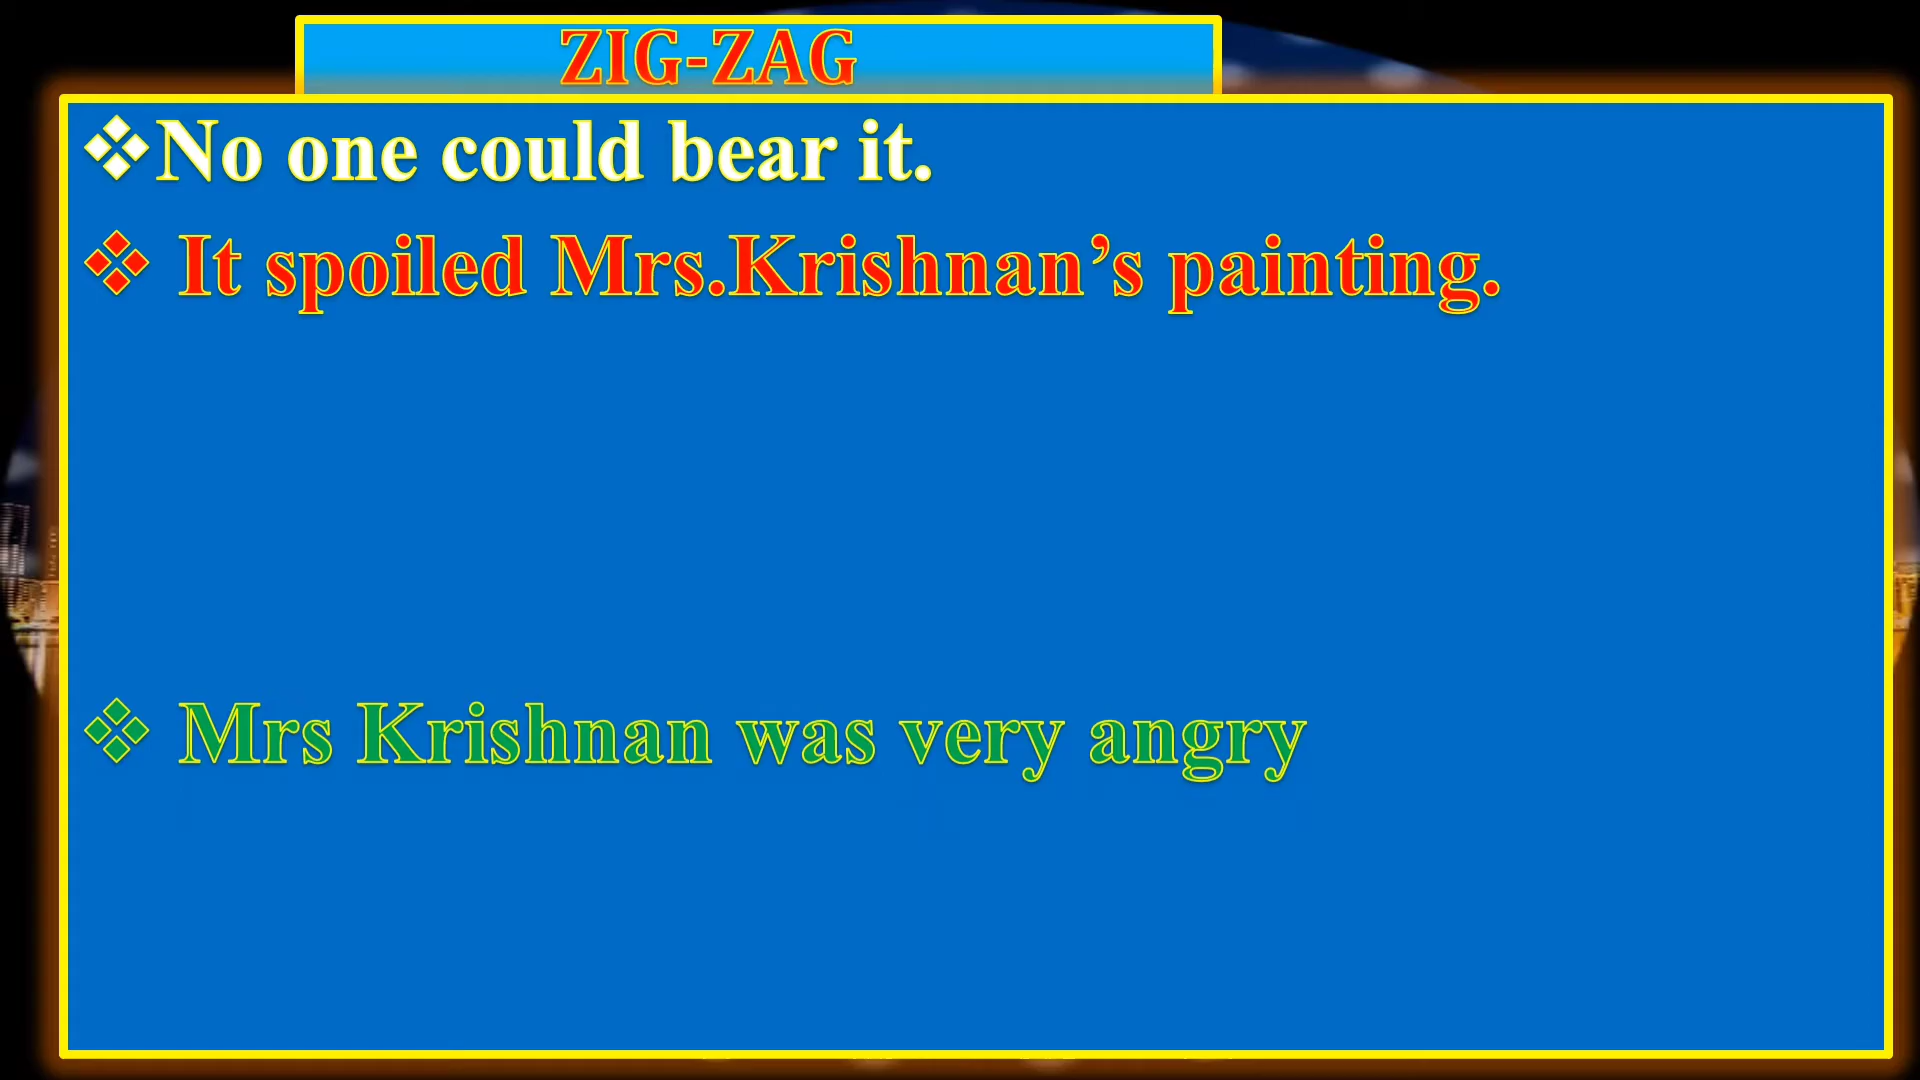 ZIG-ZAG
No one could bear it.
It spoiled Mrs.Krishnan’s painting.
Mrs Krishnan was very angry